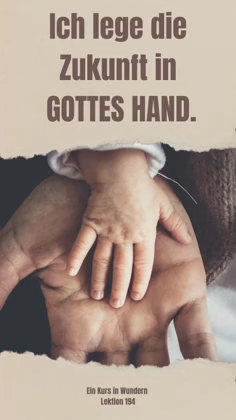 Ich lege die
Zukunft in
GOTTES HAND.
Ein Kurs in Wundern
Lektion 194